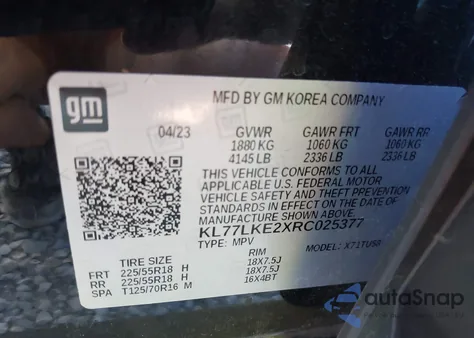 gm
MFD BY GM KOREA COMPANY
04/23 GVWR GAWR FRT GAWR RR
1880 KG 1060 KG 1060 KG
4145 LB 2336 LB 2336 LB
THIS VEHICLE CONFORMS TO ALL
APPLICABLE U.S. FEDERAL MOTOR
VEHICLE SAFETY AND THEFT PREVENTION
STANDARDS IN EFFECT ON THE DATE OF
MANUFACTURE SHOWN ABOVE.
KL77LKE2XRC025377
TYPE: MPV MODEL:
TIRE SIZE RIM
FRT 225/55R18 H 18X7.5J
RR 225/55R18 H 18X7.5J
SPA T125/70R16 M 16X4BT
autoSnap